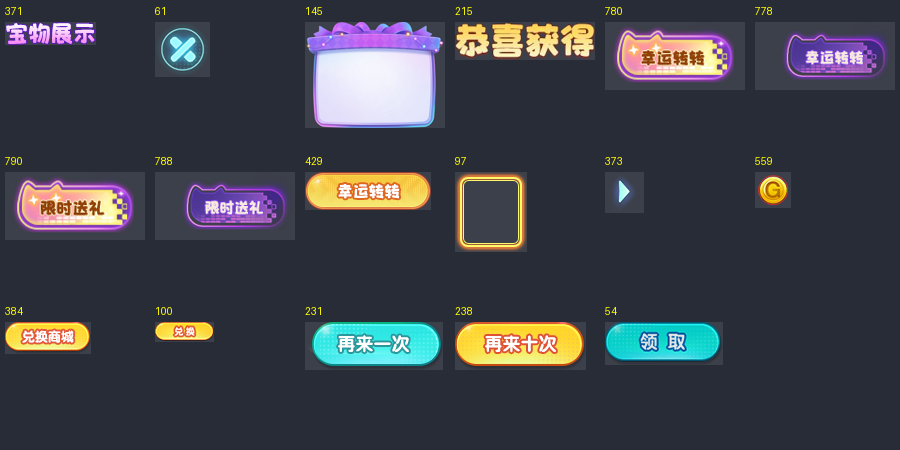 371 61 145 215 780 778
宝物展示 恭喜获得 幸运转转 幸运转转
790 788 429 97 373 559
限时送礼 限时送礼 幸运转转 G
384 100 231 238 54
兑换商城 兑换 再来一次 再来十次 领取